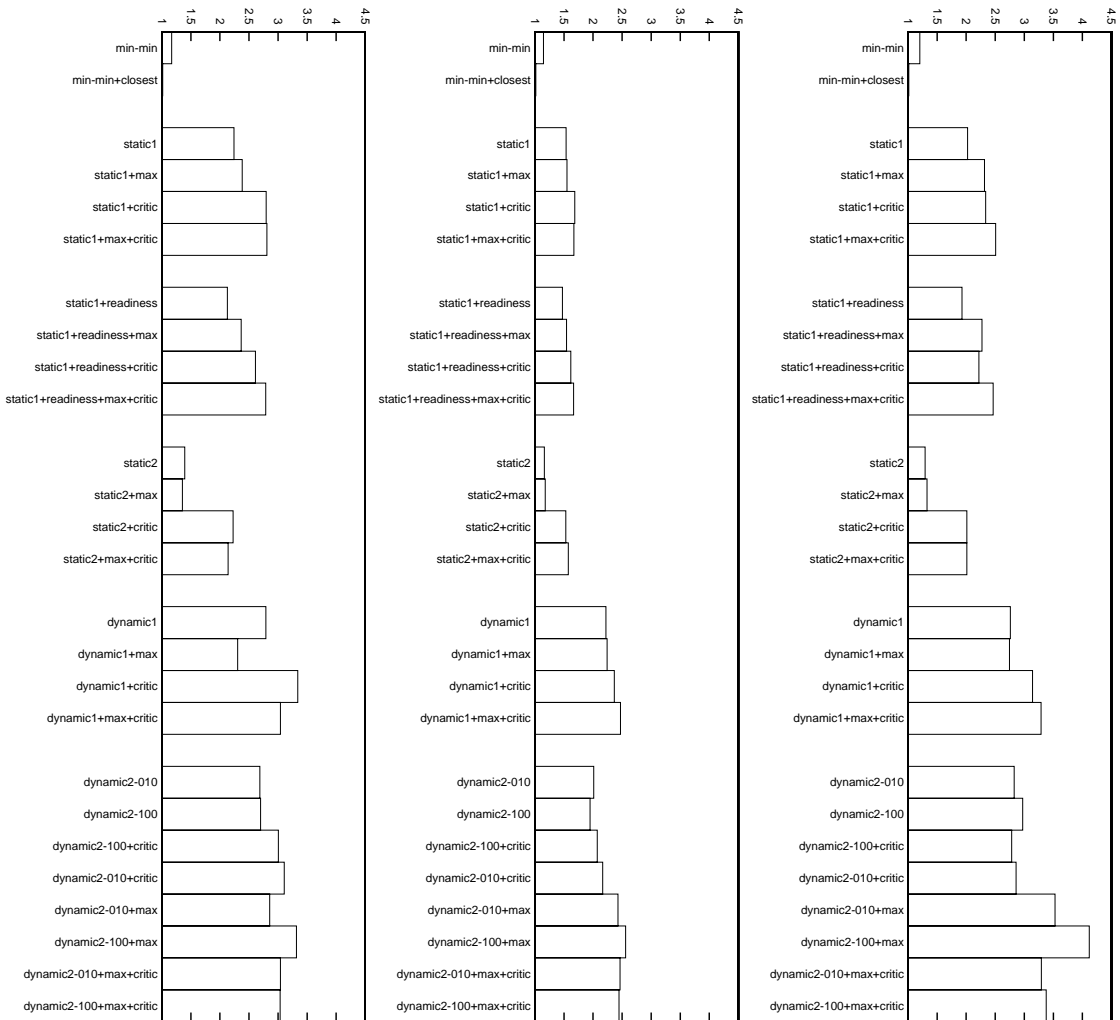 1 1.5 2 2.5 3 3.5 4 4.5
min-min
min-min+closest
static1
static1+max
static1+critic
static1+max+critic
static1+readiness
static1+readiness+max
static1+readiness+critic
static1+readiness+max+critic
static2
static2+max
static2+critic
static2+max+critic
dynamic1
dynamic1+max
dynamic1+critic
dynamic1+max+critic
dynamic2-010
dynamic2-100
dynamic2-100+critic
dynamic2-010+critic
dynamic2-010+max
dynamic2-100+max
dynamic2-010+max+critic
dynamic2-100+max+critic
1 1.5 2 2.5 3 3.5 4 4.5
min-min
min-min+closest
static1
static1+max
static1+critic
static1+max+critic
static1+readiness
static1+readiness+max
static1+readiness+critic
static1+readiness+max+critic
static2
static2+max
static2+critic
static2+max+critic
dynamic1
dynamic1+max
dynamic1+critic
dynamic1+max+critic
dynamic2-010
dynamic2-100
dynamic2-100+critic
dynamic2-010+critic
dynamic2-010+max
dynamic2-100+max
dynamic2-010+max+critic
dynamic2-100+max+critic
1 1.5 2 2.5 3 3.5 4 4.5
min-min
min-min+closest
static1
static1+max
static1+critic
static1+max+critic
static1+readiness
static1+readiness+max
static1+readiness+critic
static1+readiness+max+critic
static2
static2+max
static2+critic
static2+max+critic
dynamic1
dynamic1+max
dynamic1+critic
dynamic1+max+critic
dynamic2-010
dynamic2-100
dynamic2-100+critic
dynamic2-010+critic
dynamic2-010+max
dynamic2-100+max
dynamic2-010+max+critic
dynamic2-100+max+critic